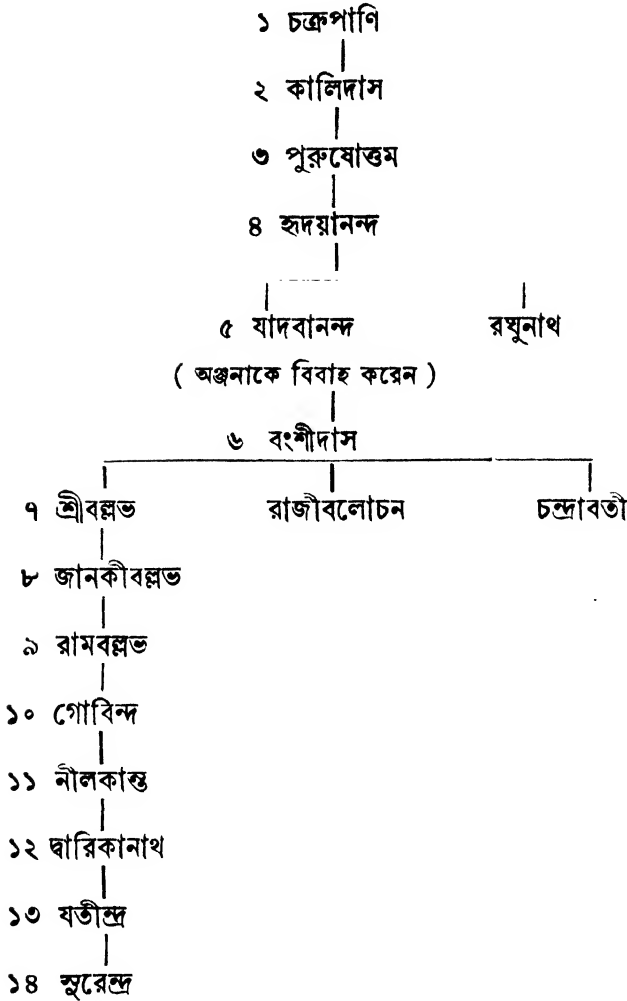 ১ চক্রপাণি
২ কালিদাস
৩ পুরুষোত্তম
৪ হৃদয়ানন্দ
৫ যাদবানন্দ রঘুনাথ
( অঞ্জনাকে বিবাহ করেন )
৬ বংশীদাস
৭ শ্রীবল্লভ রাজীবলোচন চন্দ্রাবতী
৮ জানকীবল্লভ
৯ রামবল্লভ
১০ গোবিন্দ
১১ নীলকান্ত
১২ দ্বারিকানাথ
১৩ যতীন্দ্র
১৪ সুরেন্দ্র